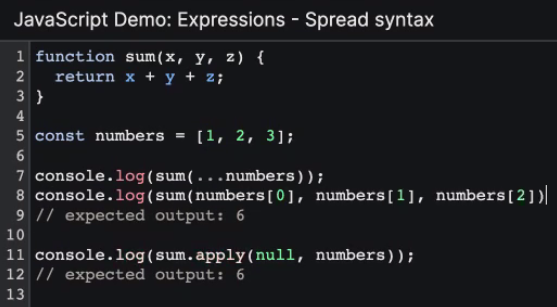 JavaScript Demo: Expressions - Spread syntax
1 function sum(x, y, z) {
2   return x + y + z;
3 }
4
5 const numbers = [1, 2, 3];
6
7 console.log(sum(...numbers));
8 console.log(sum(numbers[0], numbers[1], numbers[2])
9 // expected output: 6
10
11 console.log(sum.apply(null, numbers));
12 // expected output: 6
13